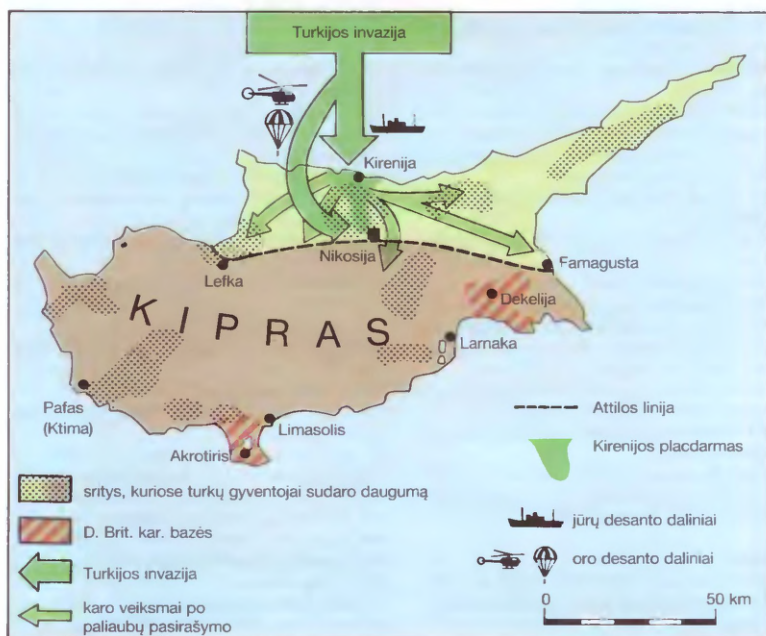 Turkijos invazija
Kirenija
Nikosija
Lefka
Famagusta
Dekelija
KIPRAS
Larnaka
Pafas
(Ktima)
Limasolis
Akrotiris
Attilos linija
Kirenijos placdarmas
sritys, kuriose turkų gyventojai sudaro daugumą
D. Brit. kar. bazės
Turkijos invazija
karo veiksmai po
paliaubų pasirašymo
jūrų desanto daliniai
oro desanto daliniai
0 50 km